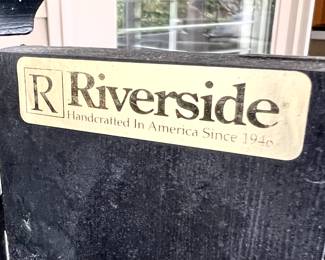 R Riverside
Handcrafted In America Since 1946